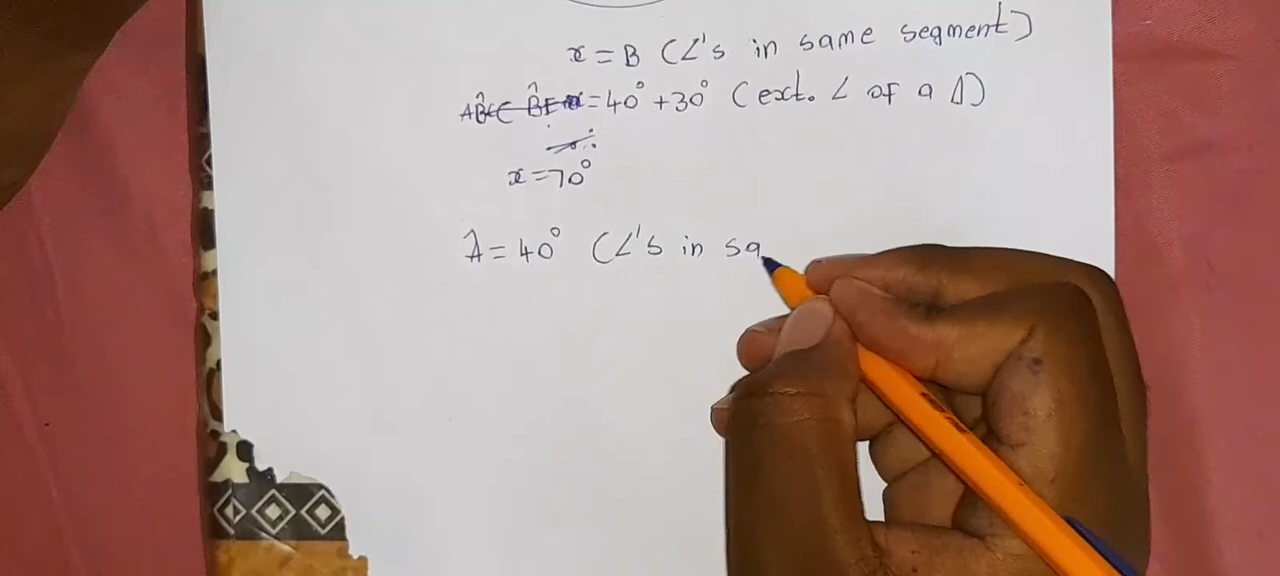 x = B (∠'s in same segment)
= 40° + 30° (ext. ∠ of a Δ)
x = 70°
Â = 40° (∠'s in sa